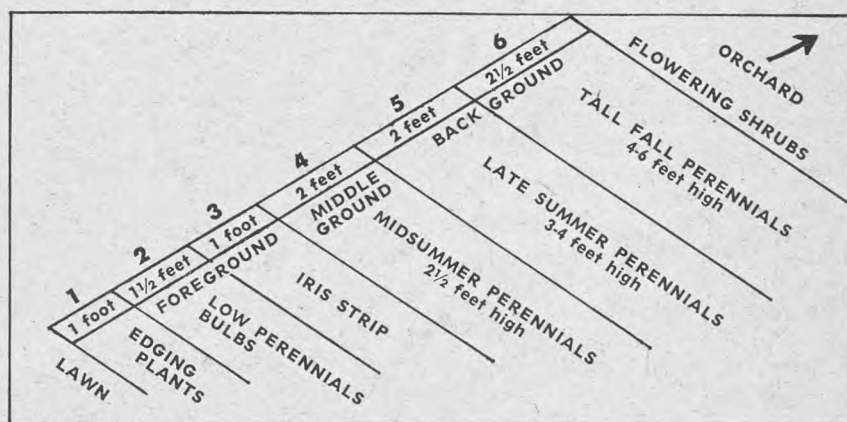 1
2
3
4
5
6
1 foot
1½ feet
1 foot
2 feet
2 feet
2½ feet
FOREGROUND
MIDDLE
GROUND
BACK GROUND
LAWN
EDGING
PLANTS
LOW PERENNIALS
BULBS
IRIS STRIP
MIDSUMMER PERENNIALS
2½ feet high
LATE SUMMER PERENNIALS
3-4 feet high
TALL FALL PERENNIALS
4-6 feet high
FLOWERING SHRUBS
ORCHARD